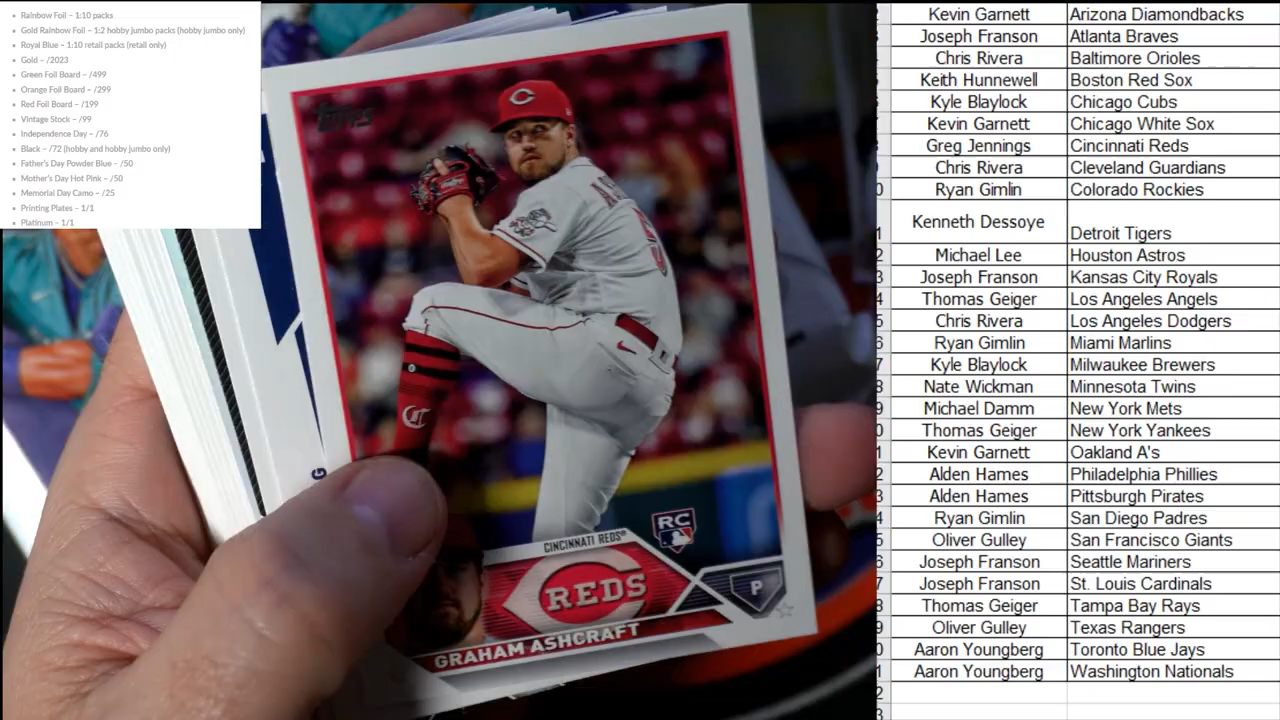 Rainbow Foil – 1:10 packs
Gold Rainbow Foil – 1:2 hobby jumbo packs (hobby jumbo only)
Royal Blue – 1:10 retail packs (retail only)
Gold – /2023
Green Foil Board – /499
Orange Foil Board – /299
Red Foil Board – /199
Vintage Stock – /99
Independence Day – /76
Black – /72 (hobby and hobby jumbo only)
Father's Day Powder Blue – /50
Mother's Day Hot Pink – /50
Memorial Day Camo – /25
Printing Plates – 1/1
Platinum – 1/1
Topps
C
RC
CINCINNATI REDS®
REDS
P
GRAHAM ASHCRAFT
Kevin Garnett Arizona Diamondbacks
Joseph Franson Atlanta Braves
Chris Rivera Baltimore Orioles
Keith Hunnewell Boston Red Sox
Kyle Blaylock Chicago Cubs
Kevin Garnett Chicago White Sox
Greg Jennings Cincinnati Reds
Chris Rivera Cleveland Guardians
Ryan Gimlin Colorado Rockies
Kenneth Dessoye Detroit Tigers
Michael Lee Houston Astros
Joseph Franson Kansas City Royals
Thomas Geiger Los Angeles Angels
Chris Rivera Los Angeles Dodgers
Ryan Gimlin Miami Marlins
Kyle Blaylock Milwaukee Brewers
Nate Wickman Minnesota Twins
Michael Damm New York Mets
Thomas Geiger New York Yankees
Kevin Garnett Oakland A's
Alden Hames Philadelphia Phillies
Alden Hames Pittsburgh Pirates
Ryan Gimlin San Diego Padres
Oliver Gulley San Francisco Giants
Joseph Franson Seattle Mariners
Joseph Franson St. Louis Cardinals
Thomas Geiger Tampa Bay Rays
Oliver Gulley Texas Rangers
Aaron Youngberg Toronto Blue Jays
Aaron Youngberg Washington Nationals